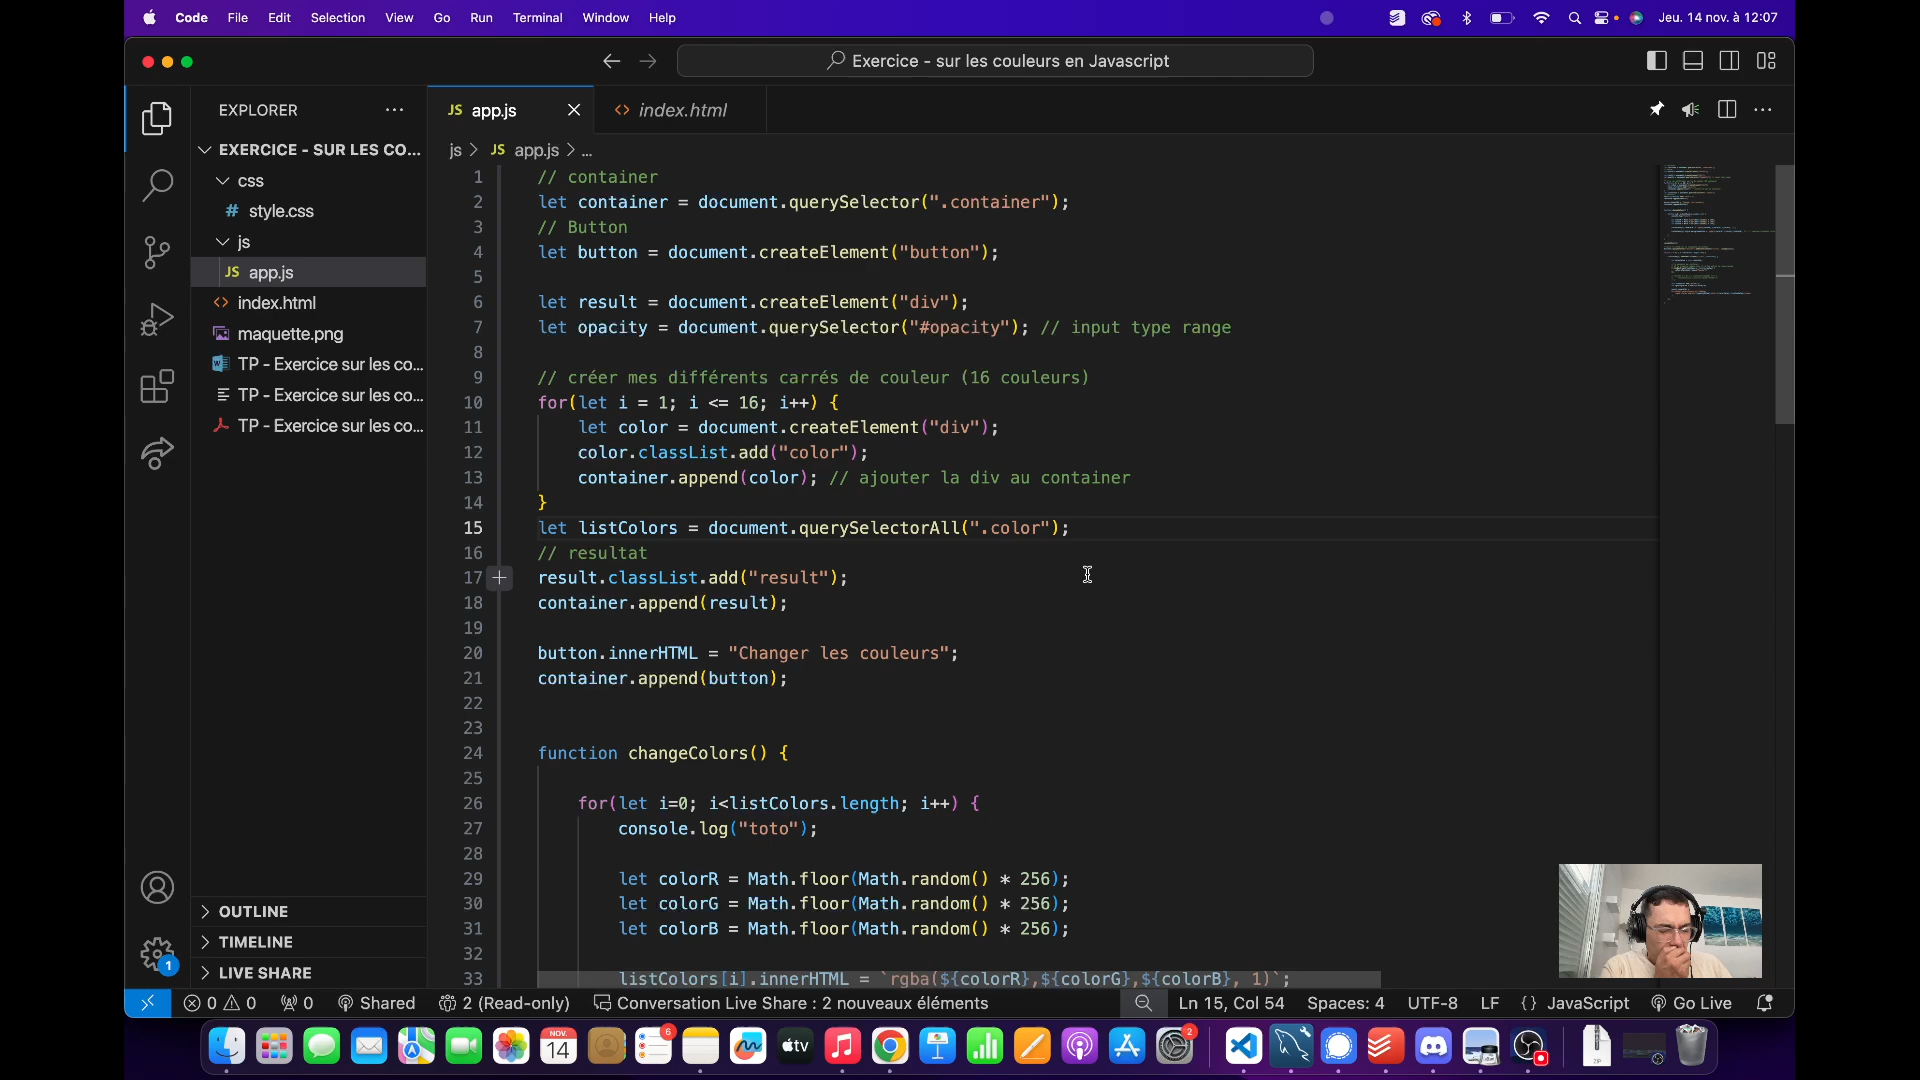 Code File Edit Selection View Go Run Terminal Window Help
Jeu. 14 nov. à 12:07
Exercice - sur les couleurs en Javascript
EXPLORER
EXERCICE - SUR LES CO...
css
# style.css
js
JS app.js
<> index.html
maquette.png
TP - Exercice sur les co...
TP - Exercice sur les co...
TP - Exercice sur les co...
OUTLINE
TIMELINE
LIVE SHARE
1
JS app.js
<> index.html
js > JS app.js > ...
1 // container
2 let container = document.querySelector(".container");
3 // Button
4 let button = document.createElement("button");
5
6 let result = document.createElement("div");
7 let opacity = document.querySelector("#opacity"); // input type range
8
9 // créer mes différents carrés de couleur (16 couleurs)
10 for(let i = 1; i <= 16; i++) {
11 let color = document.createElement("div");
12 color.classList.add("color");
13 container.append(color); // ajouter la div au container
14 }
15 let listColors = document.querySelectorAll(".color");
16 // resultat
17 result.classList.add("result");
18 container.append(result);
19
20 button.innerHTML = "Changer les couleurs";
21 container.append(button);
22
23
24 function changeColors() {
25
26 for(let i=0; i<listColors.length; i++) {
27 console.log("toto");
28
29 let colorR = Math.floor(Math.random() * 256);
30 let colorG = Math.floor(Math.random() * 256);
31 let colorB = Math.floor(Math.random() * 256);
32
33 listColors[i].innerHTML = `rgba(${colorR},${colorG},${colorB}, 1)`;
0 0 0 Shared 2 (Read-only) Conversation Live Share : 2 nouveaux éléments
Ln 15, Col 54 Spaces: 4 UTF-8 LF {} JavaScript Go Live
NOV.
14
6
tv
2
ZIP